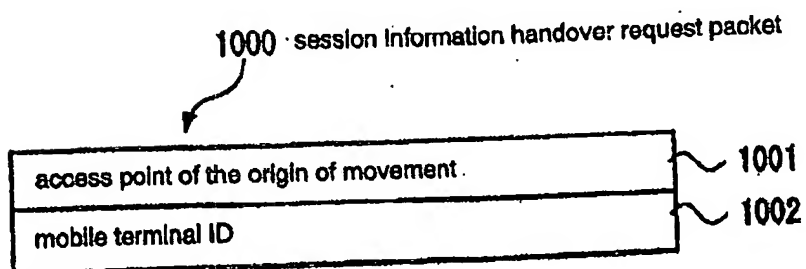 1000 session information handover request packet
access point of the origin of movement
1001
mobile terminal ID
1002